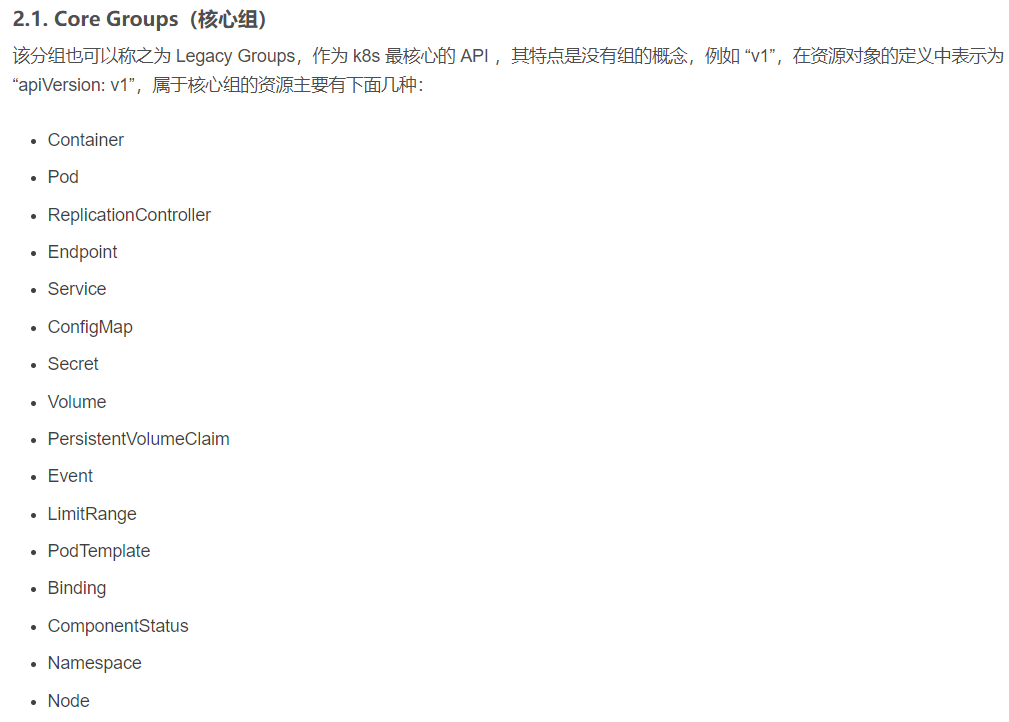 2.1. Core Groups（核心组）
该分组也可以称之为 Legacy Groups，作为 k8s 最核心的 API ，其特点是没有组的概念，例如 “v1”，在资源对象的定义中表示为
“apiVersion: v1”，属于核心组的资源主要有下面几种：
• Container
• Pod
• ReplicationController
• Endpoint
• Service
• ConfigMap
• Secret
• Volume
• PersistentVolumeClaim
• Event
• LimitRange
• PodTemplate
• Binding
• ComponentStatus
• Namespace
• Node